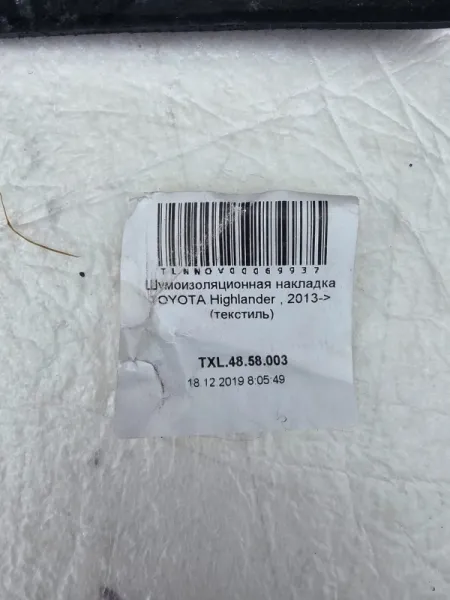 TLNNOV00069937
Шумоизоляционная накладка
TOYOTA Highlander , 2013->
(текстиль)
TXL.48.58.003
18.12.2019 8:05:49